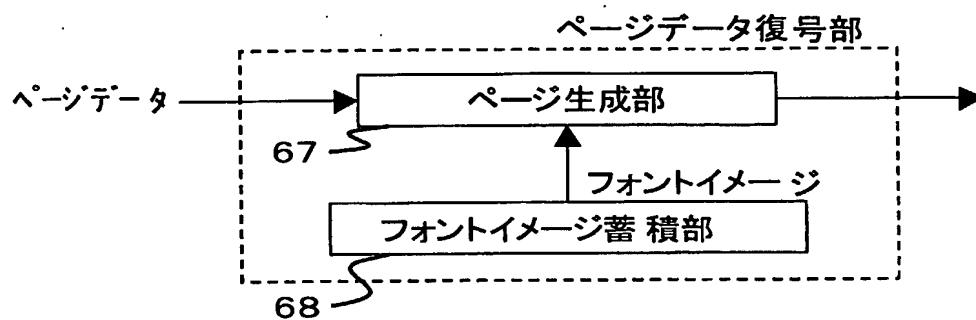 ページデータ復号部
ページデータ
ページ生成部
67
フォントイメージ
フォントイメージ蓄積部
68